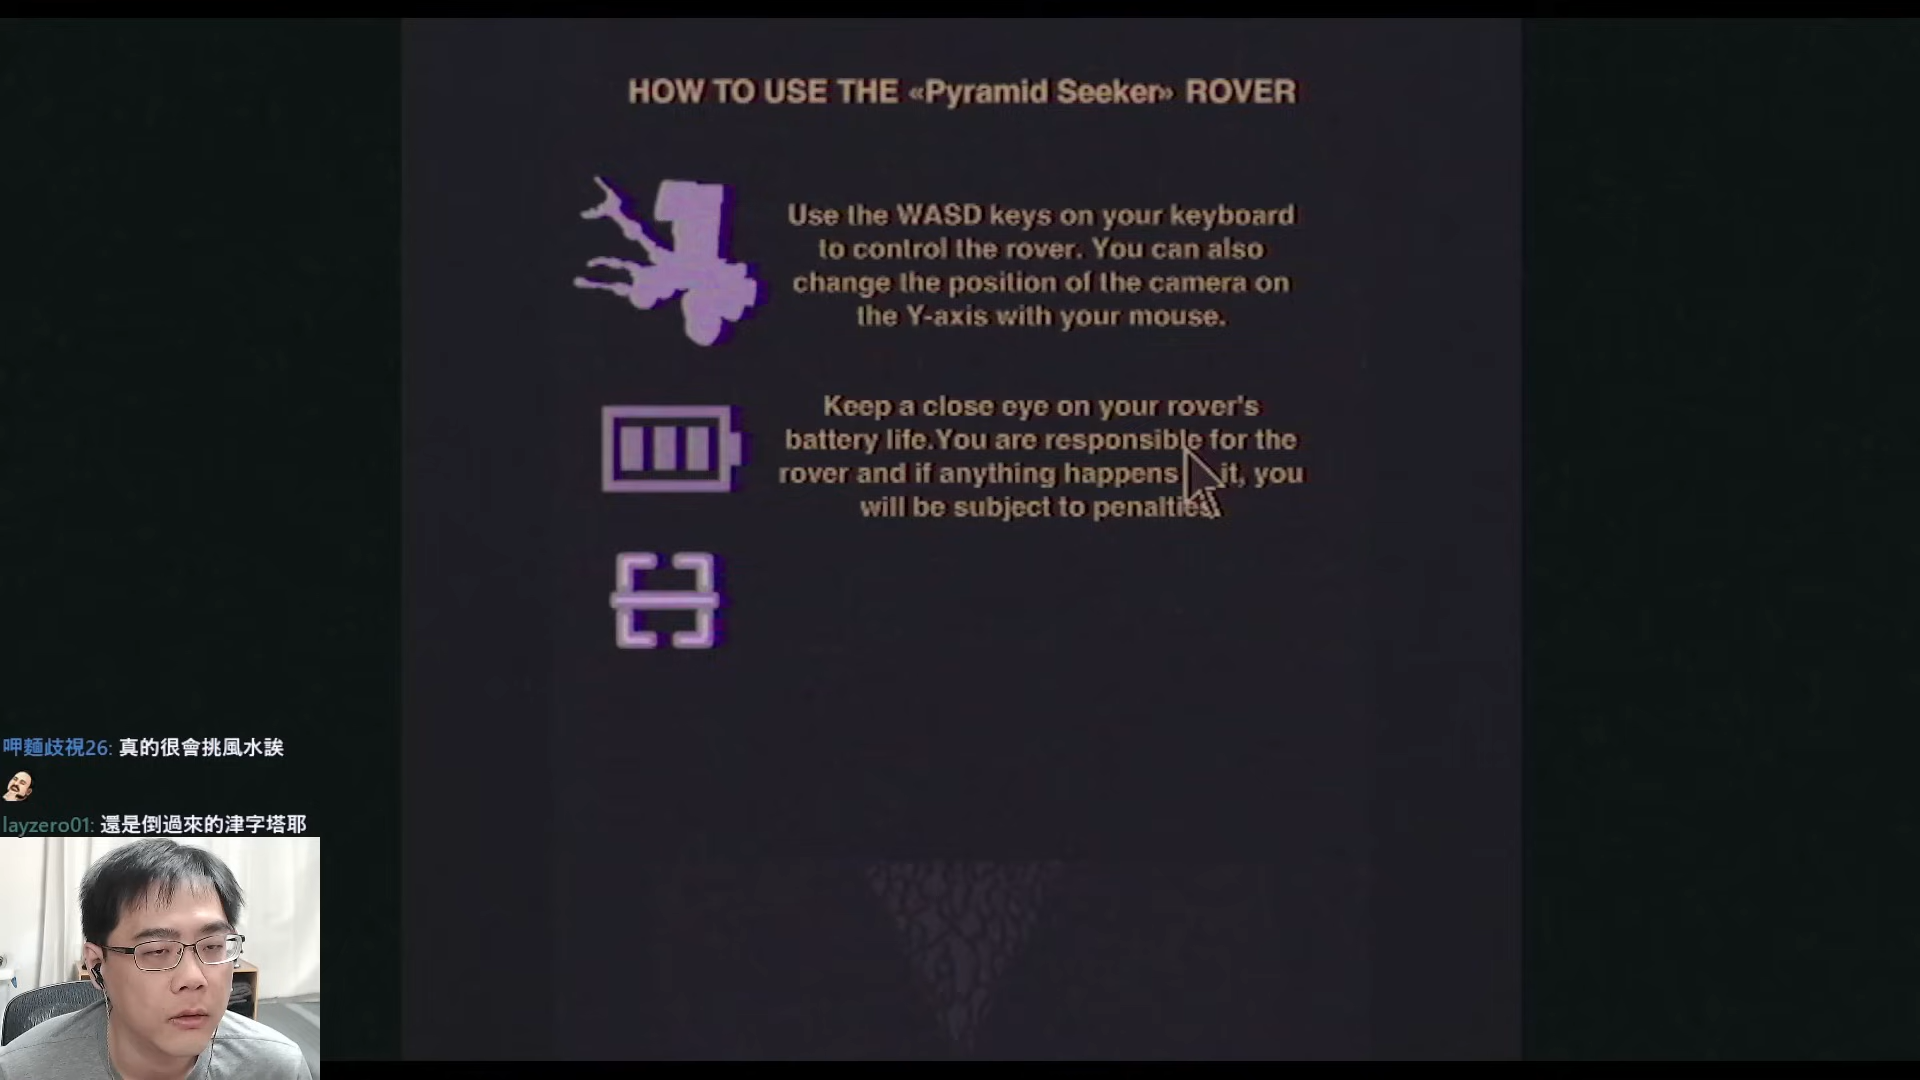 HOW TO USE THE «Pyramid Seeker» ROVER
Use the WASD keys on your keyboard
to control the rover. You can also
change the position of the camera on
the Y-axis with your mouse.
Keep a close eye on your rover's
battery life.You are responsible for the
rover and if anything happens it, you
will be subject to penalties
呷麵歧視26: 真的很會挑風水誒
layzero01: 還是倒過來的津字塔耶